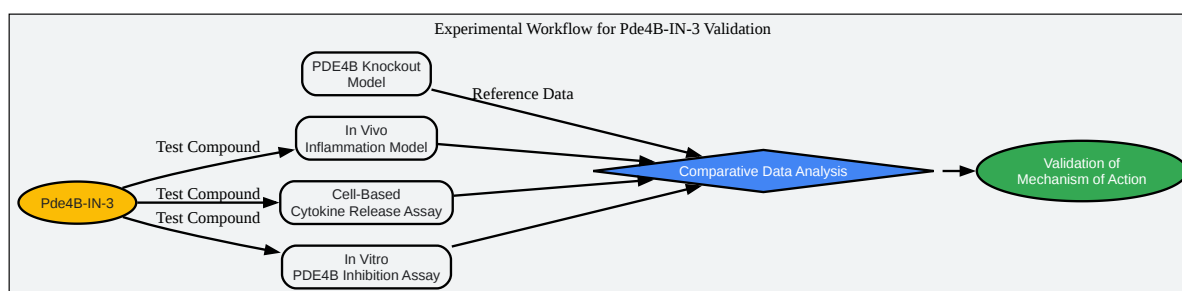 Experimental Workflow for Pde4B-IN-3 Validation
PDE4B Knockout
Model
Reference Data
In Vivo
Inflammation Model
Test Compound
Test Compound
Test Compound
Pde4B-IN-3
Cell-Based
Cytokine Release Assay
In Vitro
PDE4B Inhibition Assay
Comparative Data Analysis
Validation of
Mechanism of Action